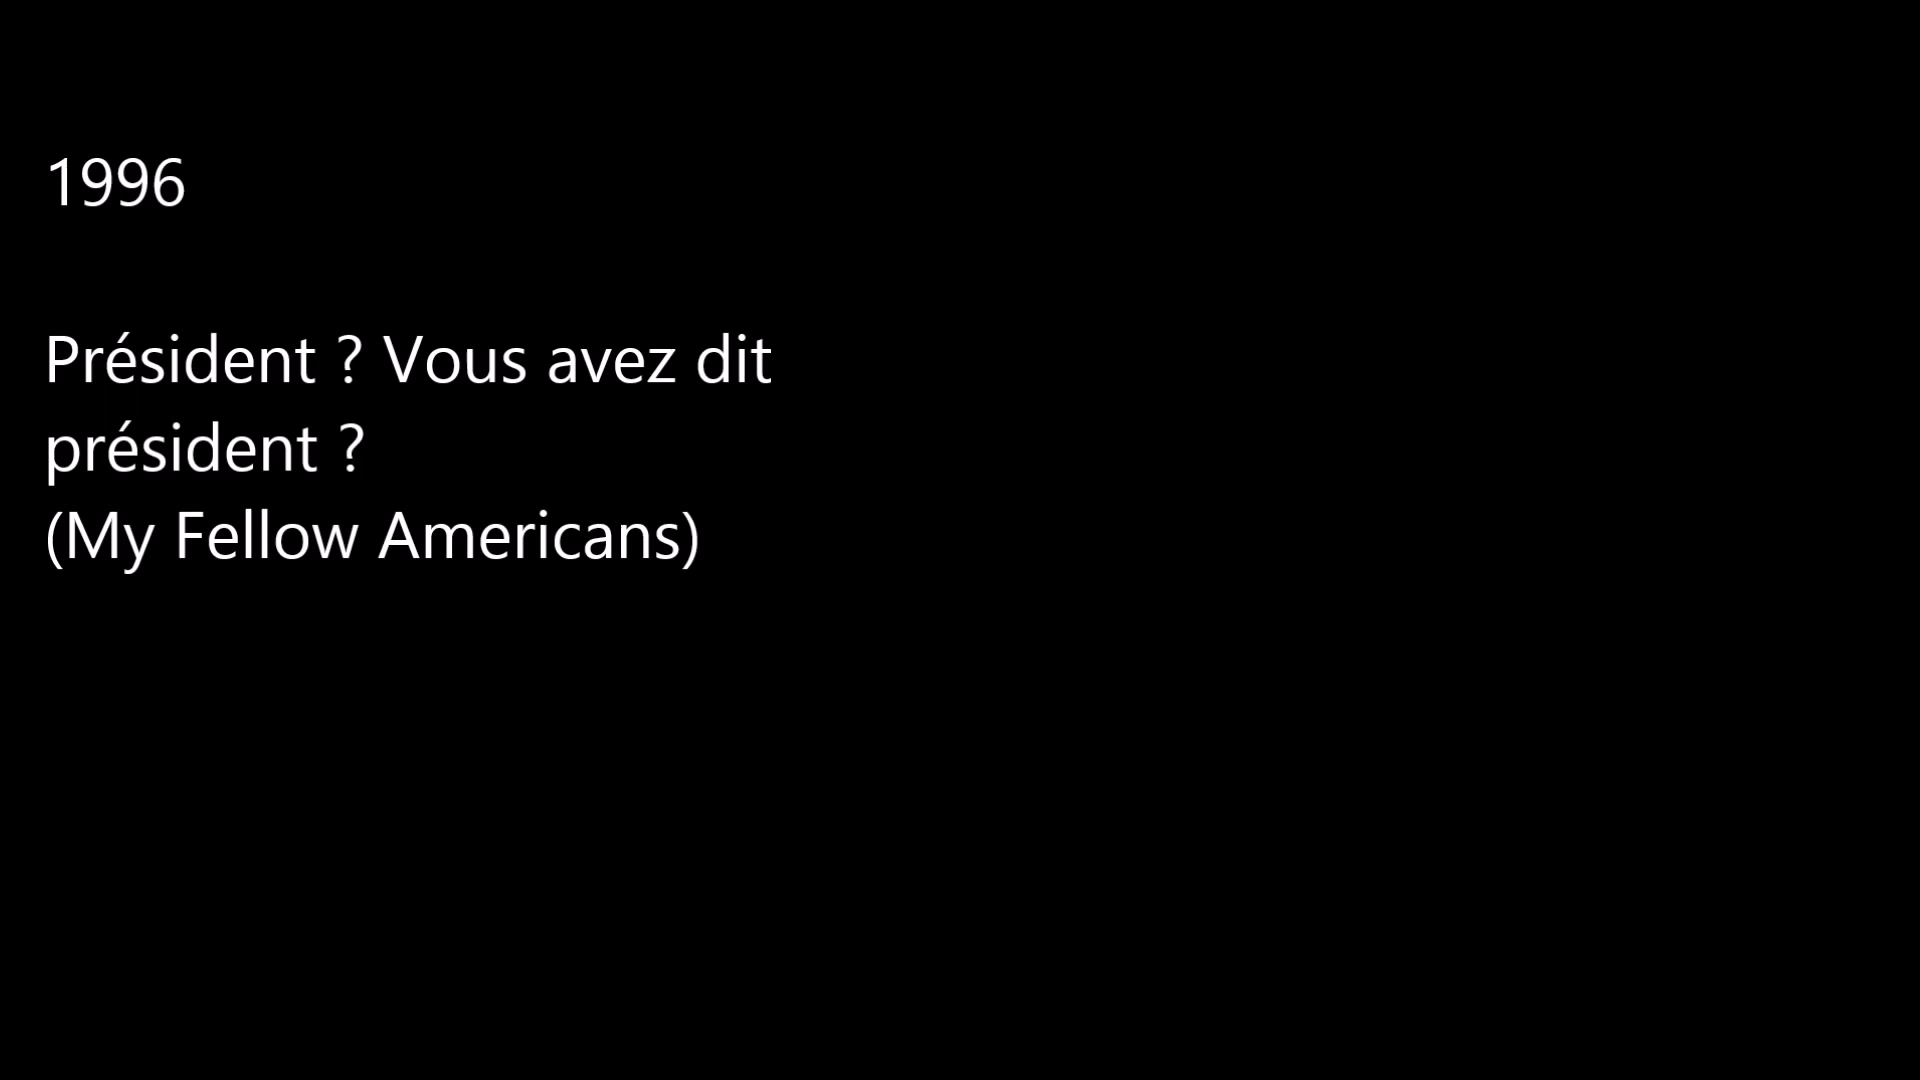 1996
Président ? Vous avez dit
président ?
(My Fellow Americans)